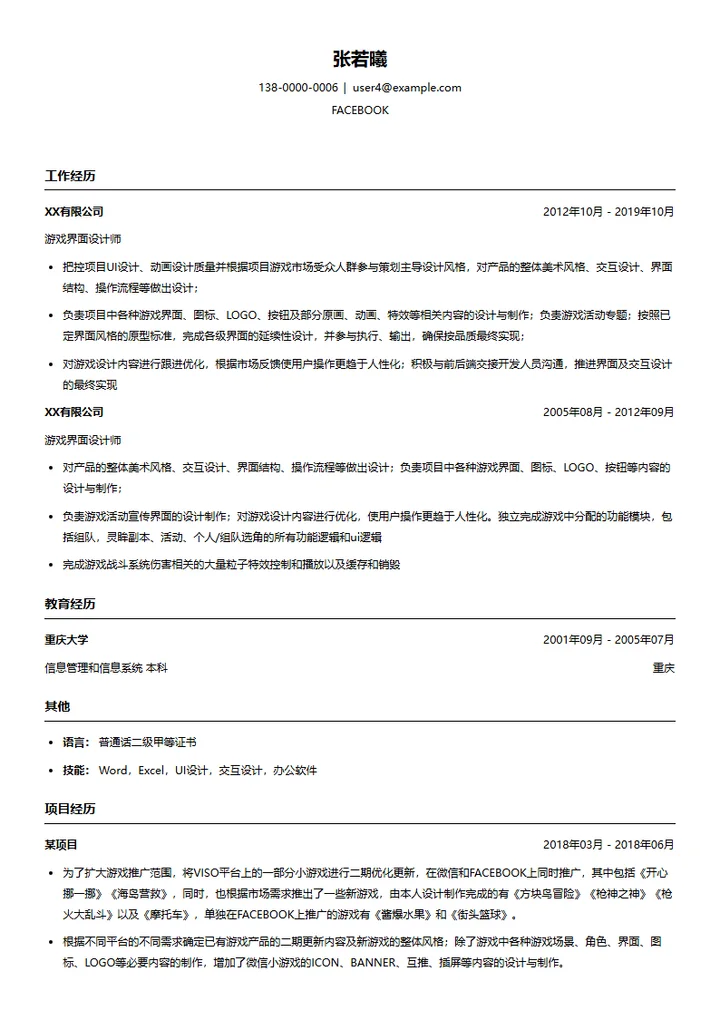 张若曦
138-0000-0006 | user4@example.com
FACEBOOK
工作经历
XX有限公司 2012年10月 - 2019年10月
游戏界面设计师
• 把控项目UI设计、动画设计质量并根据项目游戏市场受众人群参与策划主导设计风格，对产品的整体美术风格、交互设计、界面
结构、操作流程等做出设计；
• 负责项目中各种游戏界面、图标、LOGO、按钮及部分原画、动画、特效等相关内容的设计与制作；负责游戏活动专题；按照已
定界面风格的原型标准，完成各级界面的延续性设计，并参与执行、输出，确保按品质最终实现；
• 对游戏设计内容进行跟进优化，根据市场反馈使用户操作更趋于人性化；积极与前后端交接开发人员沟通，推进界面及交互设计
的最终实现
XX有限公司 2005年08月 - 2012年09月
游戏界面设计师
• 对产品的整体美术风格、交互设计、界面结构、操作流程等做出设计；负责项目中各种游戏界面、图标、LOGO、按钮等内容的
设计与制作；
• 负责游戏活动宣传界面的设计制作；对游戏设计内容进行优化，使用户操作更趋于人性化。独立完成游戏中分配的功能模块，包
括组队，灵眸副本、活动、个人/组队选角的所有功能逻辑和ui逻辑
• 完成游戏战斗系统伤害相关的大量粒子特效控制和播放以及缓存和销毁
教育经历
重庆大学 2001年09月 - 2005年07月
信息管理和信息系统 本科 重庆
其他
• 语言： 普通话二级甲等证书
• 技能： Word，Excel，UI设计，交互设计，办公软件
项目经历
某项目 2018年03月 - 2018年06月
• 为了扩大游戏推广范围，将VISO平台上的一部分小游戏进行二期优化更新，在微信和FACEBOOK上同时推广，其中包括《开心
挪一挪》《海岛营救》，同时，也根据市场需求推出了一些新游戏，由本人设计制作完成的有《方块鸟冒险》《枪神之神》《枪
火大乱斗》以及《摩托车》，单独在FACEBOOK上推广的游戏有《酱爆水果》和《街头篮球》。
• 根据不同平台的不同需求确定已有游戏产品的二期更新内容及新游戏的整体风格；除了游戏中各种游戏场景、角色、界面、图
标、LOGO等必要内容的制作，增加了微信小游戏的ICON、BANNER、互推、插屏等内容的设计与制作。